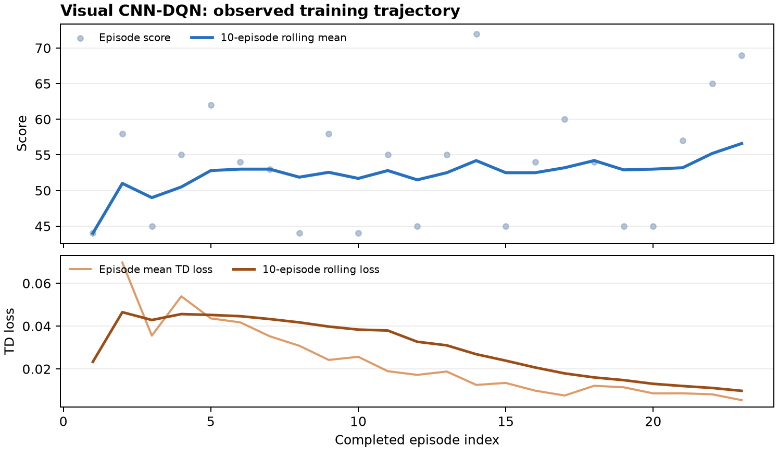 Visual CNN-DQN: observed training trajectory
Episode score
10-episode rolling mean
Score
70
65
60
55
50
45
Episode mean TD loss
10-episode rolling loss
TD loss
0.06
0.04
0.02
0
5
10
15
20
Completed episode index